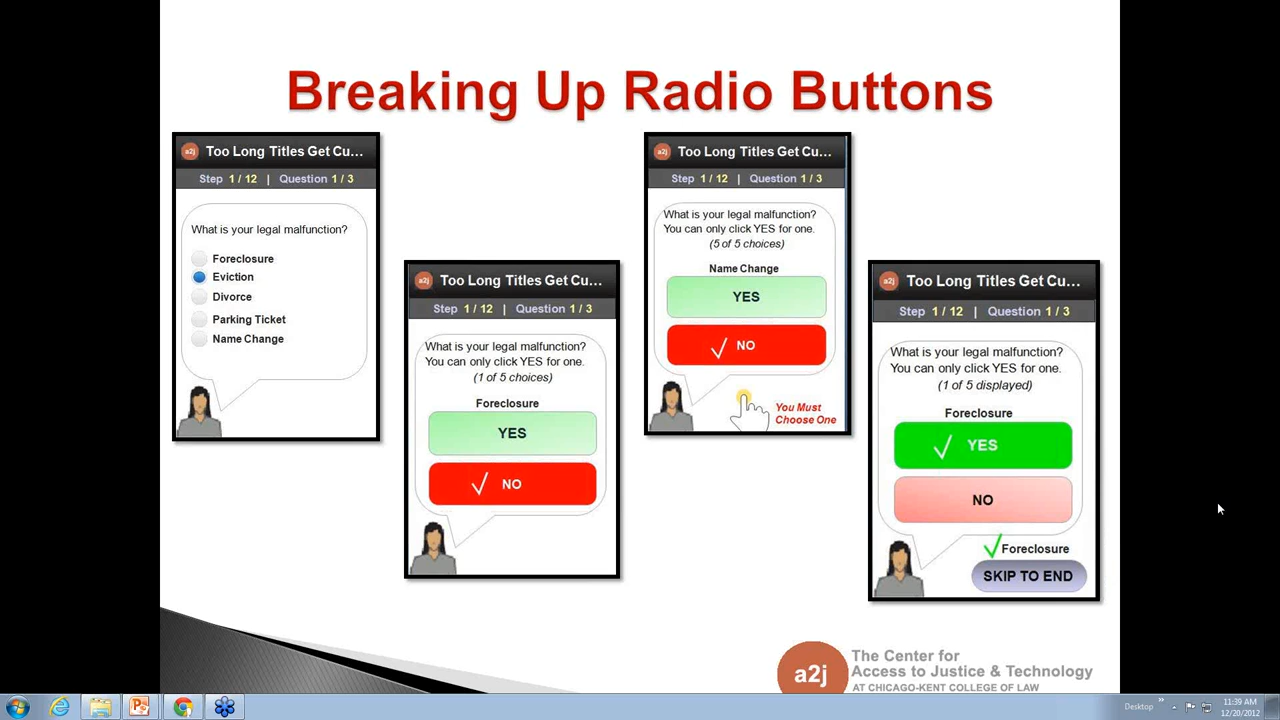 Breaking Up Radio Buttons
a2j
Too Long Titles Get Cu…
Step 1 / 12 | Question 1 / 3
What is your legal malfunction?
Foreclosure
Eviction
Divorce
Parking Ticket
Name Change
a2j
Too Long Titles Get Cu…
Step 1 / 12 | Question 1 / 3
What is your legal malfunction?
You can only click YES for one.
(1 of 5 choices)
Foreclosure
YES
NO
a2j
Too Long Titles Get Cu…
Step 1 / 12 | Question 1 / 3
What is your legal malfunction?
You can only click YES for one.
(5 of 5 choices)
Name Change
YES
NO
You Must
Choose One
a2j
Too Long Titles Get Cu…
Step 1 / 12 | Question 1 / 3
What is your legal malfunction?
You can only click YES for one.
(1 of 5 displayed)
Foreclosure
YES
NO
Foreclosure
SKIP TO END
a2j
The Center for
Access to Justice & Technology
AT CHICAGO-KENT COLLEGE OF LAW
Desktop
11:39 AM
12/20/2012